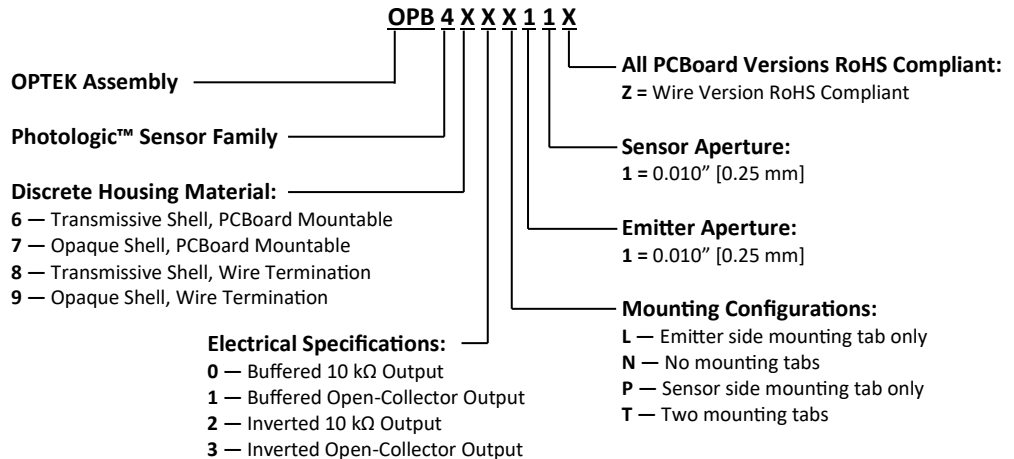 OPB 4 X X X 1 1 X
OPTEK Assembly
Photologic™ Sensor Family
Discrete Housing Material:
6 — Transmissive Shell, PCBoard Mountable
7 — Opaque Shell, PCBoard Mountable
8 — Transmissive Shell, Wire Termination
9 — Opaque Shell, Wire Termination
Electrical Specifications:
0 — Buffered 10 kΩ Output
1 — Buffered Open-Collector Output
2 — Inverted 10 kΩ Output
3 — Inverted Open-Collector Output
All PCBoard Versions RoHS Compliant:
Z = Wire Version RoHS Compliant
Sensor Aperture:
1 = 0.010” [0.25 mm]
Emitter Aperture:
1 = 0.010” [0.25 mm]
Mounting Configurations:
L — Emitter side mounting tab only
N — No mounting tabs
P — Sensor side mounting tab only
T — Two mounting tabs